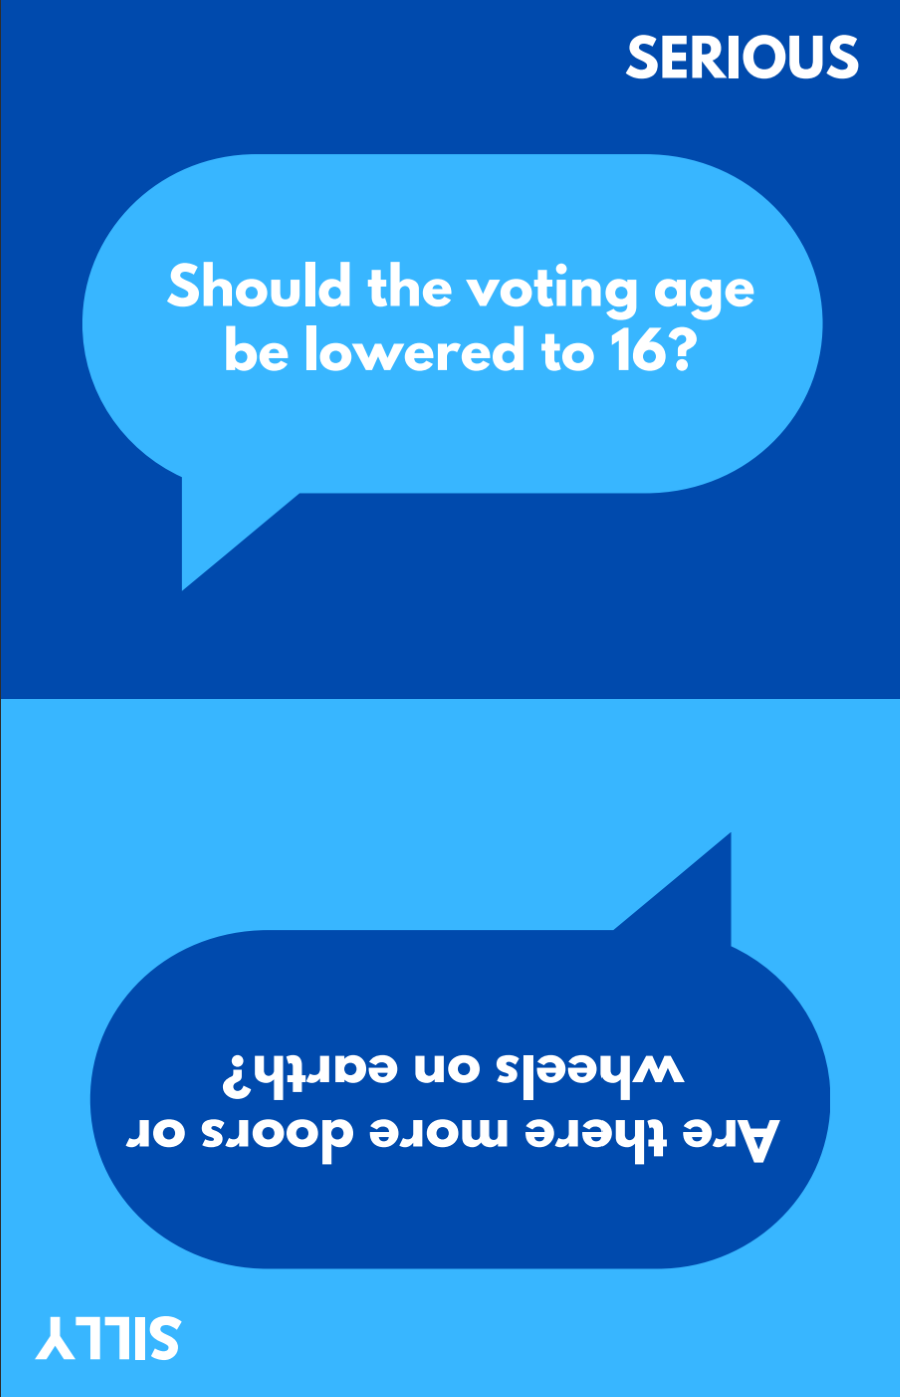 SERIOUS
Should the voting age
be lowered to 16?
SILLY
Are there more doors or
wheels on earth?